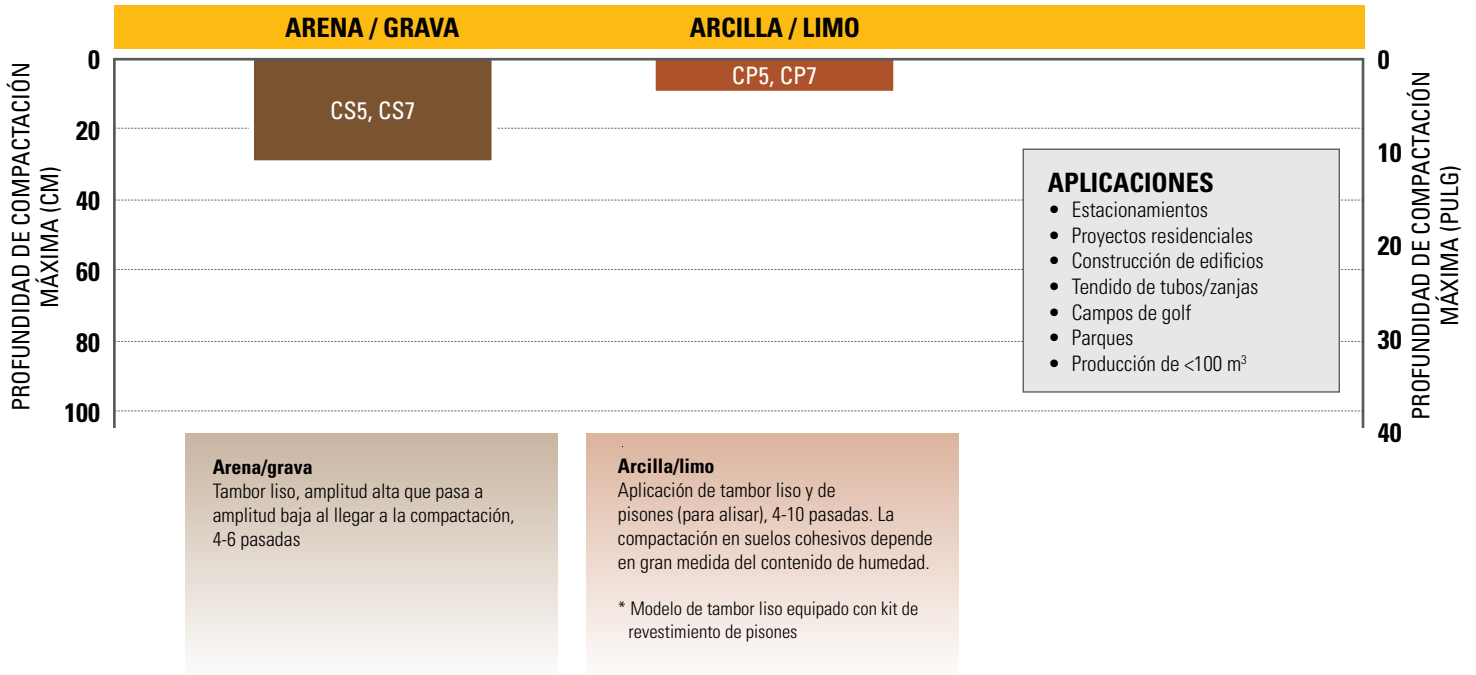 ARENA / GRAVA
ARCILLA / LIMO
PROFUNDIDAD DE COMPACTACIÓN
MÁXIMA (CM)
0
20
40
60
80
100
CS5, CS7
CP5, CP7
APLICACIONES
• Estacionamientos
• Proyectos residenciales
• Construcción de edificios
• Tendido de tubos/zanjas
• Campos de golf
• Parques
• Producción de <100 m³
0
10
20
30
40
PROFUNDIDAD DE COMPACTACIÓN
MÁXIMA (PULG)
Arena/grava
Tambor liso, amplitud alta que pasa a
amplitud baja al llegar a la compactación,
4-6 pasadas
Arcilla/limo
Aplicación de tambor liso y de
pisones (para alisar), 4-10 pasadas. La
compactación en suelos cohesivos depende
en gran medida del contenido de humedad.
* Modelo de tambor liso equipado con kit de
revestimiento de pisones